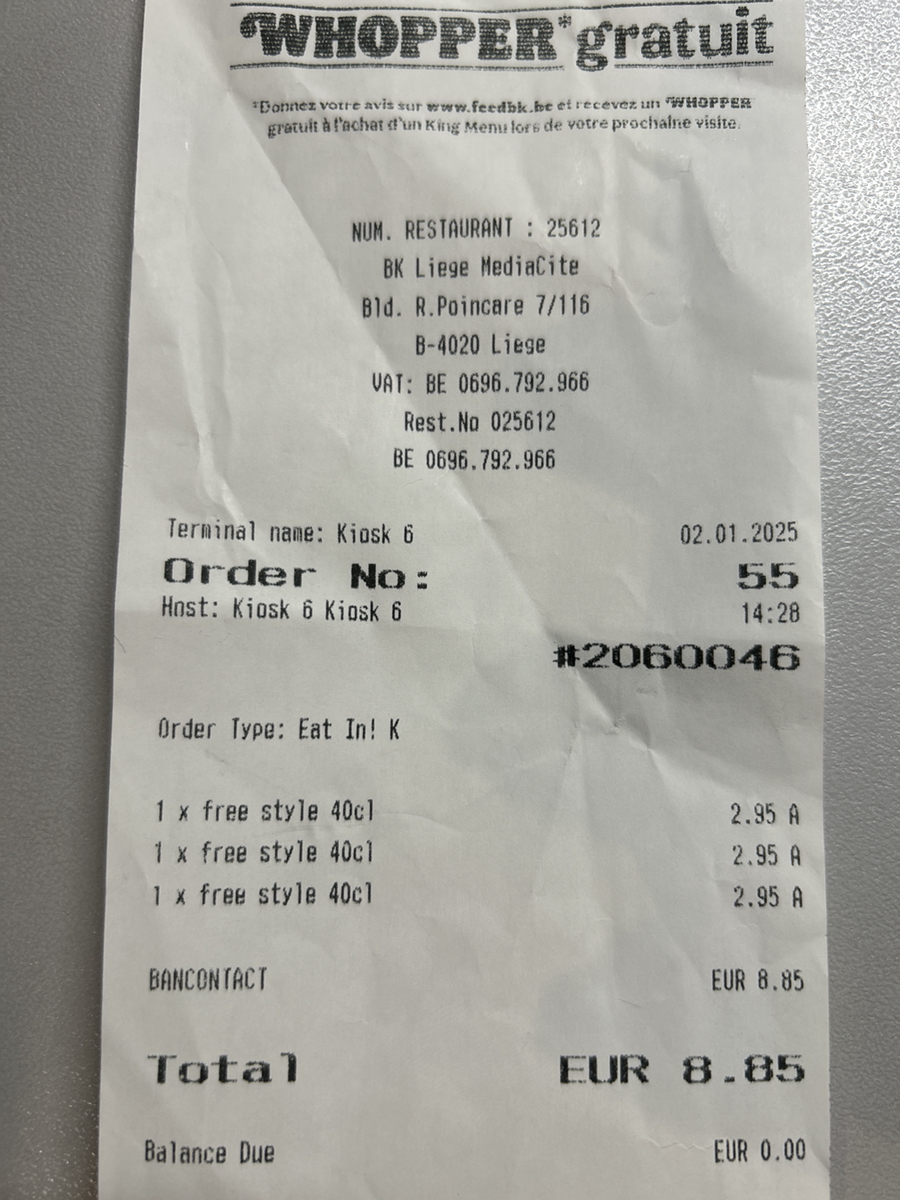 WHOPPER* gratuit
*Donnez votre avis sur www.feedbk.be et recevez un WHOPPER
gratuit à l'achat d'un King Menu lors de votre prochaine visite.
NUM. RESTAURANT : 25612
BK Liege MediaCite
Bld. R.Poincare 7/116
B-4020 Liege
VAT: BE 0696.792.966
Rest.No 025612
BE 0696.792.966
Terminal name: Kiosk 6 02.01.2025
Order No: 55
Host: Kiosk 6 Kiosk 6 14:28
#2060046
Order Type: Eat In! K
1 x free style 40cl 2.95 A
1 x free style 40cl 2.95 A
1 x free style 40cl 2.95 A
BANCONTACT EUR 8.85
Total EUR 8.85
Balance Due EUR 0.00